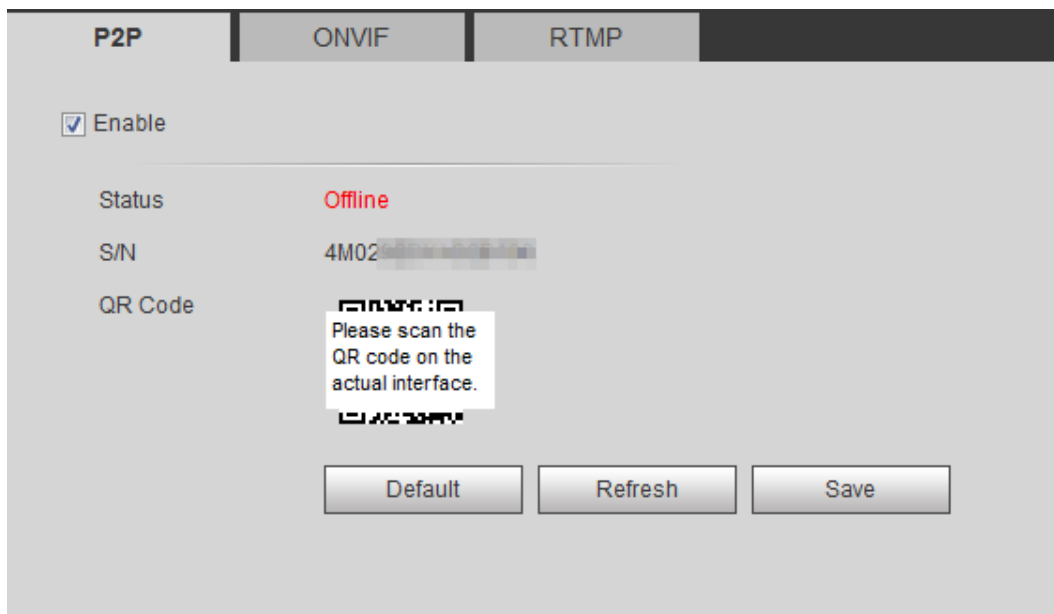 P2P ONVIF RTMP
Enable
Status Offline
S/N 4M02
QR Code
Please scan the
QR code on the
actual interface.
Default Refresh Save